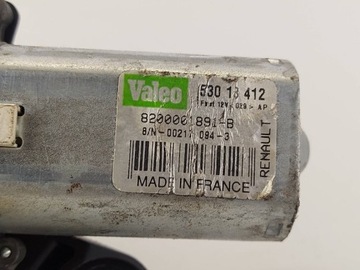 Valeo
530 13 412
8200001891-B
RENAULT
MADE IN FRANCE